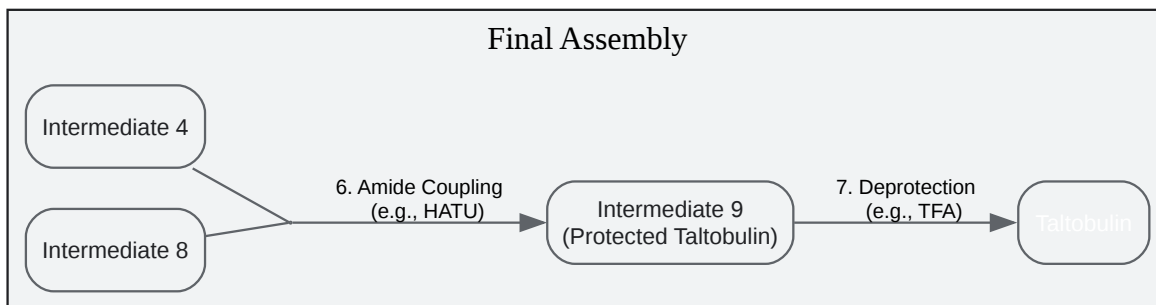 Final Assembly
Intermediate 4
Intermediate 8
6. Amide Coupling
(e.g., HATU)
Intermediate 9
(Protected Taltobulin)
7. Deprotection
(e.g., TFA)
Taltobulin